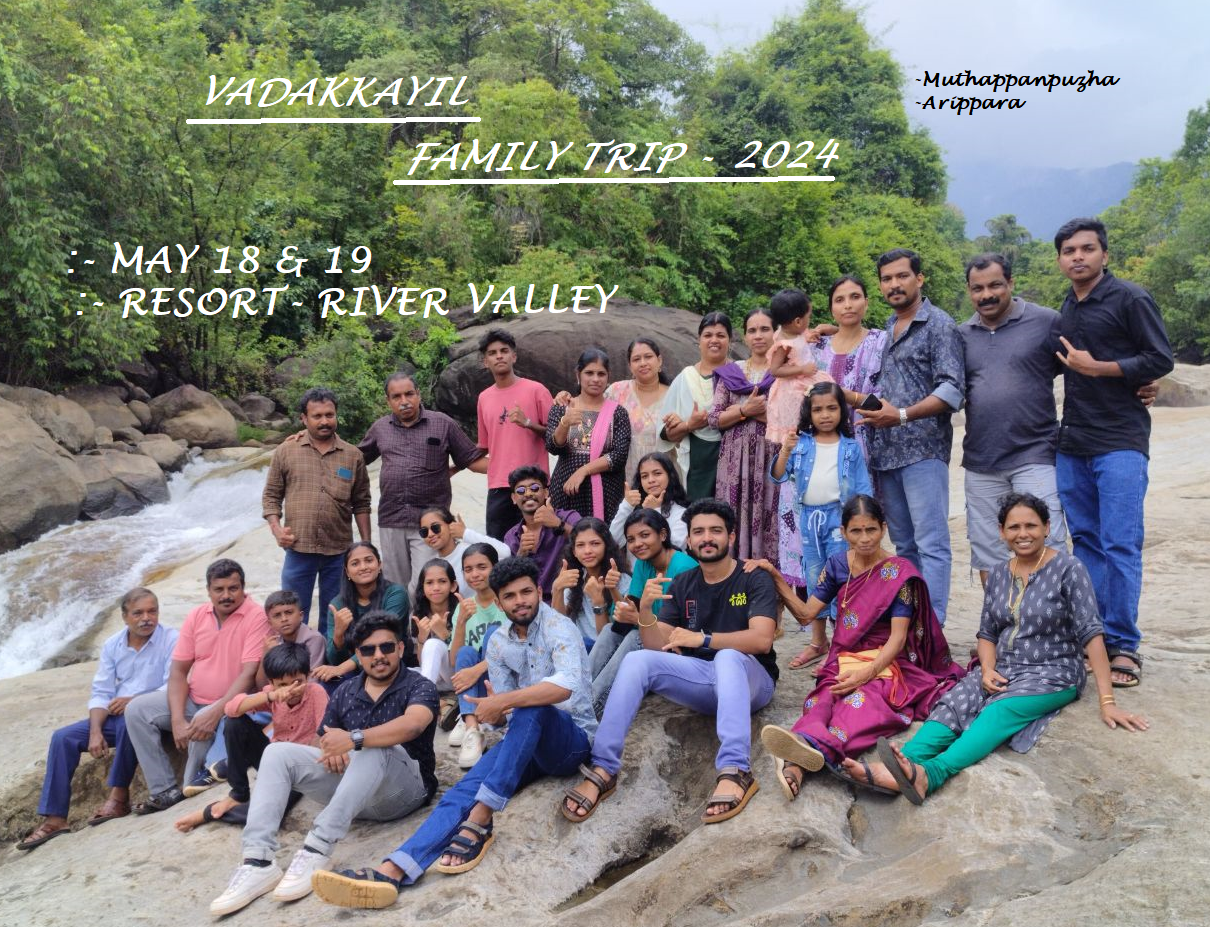 VADAKKAYIL
FAMILY TRIP - 2024
-Muthappanpuzha
-Arippara
:- MAY 18 & 19
:- RESORT - RIVER VALLEY